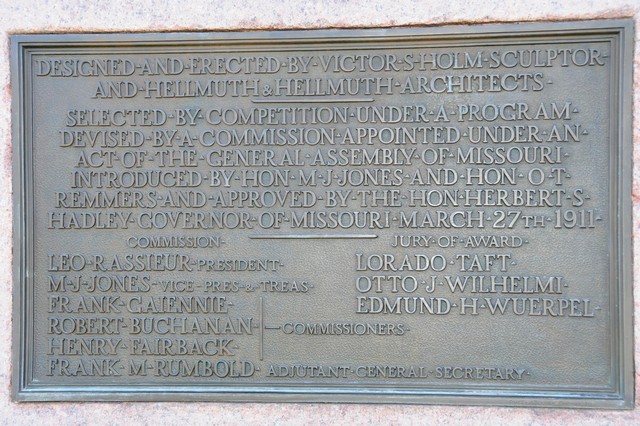 DESIGNED·AND·ERECTED·BY·VICTOR·S·HOLM·SCULPTOR·
AND·HELLMUTH·&·HELLMUTH·ARCHITECTS·
SELECTED·BY·COMPETITION·UNDER·A·PROGRAM·
DEVISED·BY·A·COMMISSION·APPOINTED·UNDER·AN·
ACT·OF·THE·GENERAL·ASSEMBLY·OF·MISSOURI·
INTRODUCED·BY·HON·M·J·JONES·AND·HON·O·T·
REMMERS·AND·APPROVED·BY·THE·HON·HERBERT·S·
HADLEY·GOVERNOR·OF·MISSOURI·MARCH·27TH·1911·
COMMISSION·
LEO·RASSIEUR·PRESIDENT·
M·J·JONES·VICE·PRES·&·TREAS·
FRANK·GAIENNIE·
ROBERT·BUCHANAN·
HENRY·FAIRBACK·
COMMISSIONERS·
FRANK·M·RUMBOLD·ADJUTANT·GENERAL·SECRETARY·
JURY·OF·AWARD·
LORADO·TAFT·
OTTO·J·WILHELMI·
EDMUND·H·WUERPEL·